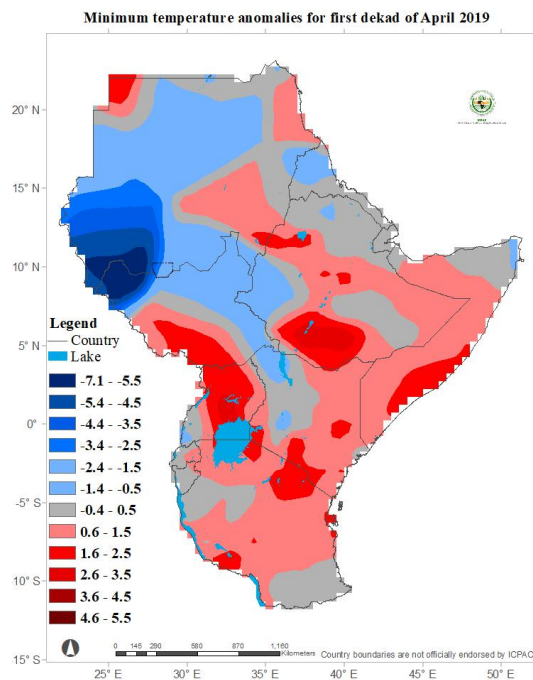 Minimum temperature anomalies for first dekad of April 2019
20° N
15° N
10° N
5° N
0°
-5° S
10° S
15° S
Legend
Country
Lake
-7.1 - -5.5
-5.4 - -4.5
-4.4 - -3.5
-3.4 - -2.5
-2.4 - -1.5
-1.4 - -0.5
-0.4 - 0.5
0.6 - 1.5
1.6 - 2.5
2.6 - 3.5
3.6 - 4.5
4.6 - 5.5
0 145 290 580 870 1,160
Kilometers
Country boundaries are not officially endorsed by ICPAC
25° E 30° E 35° E 40° E 45° E 50° E